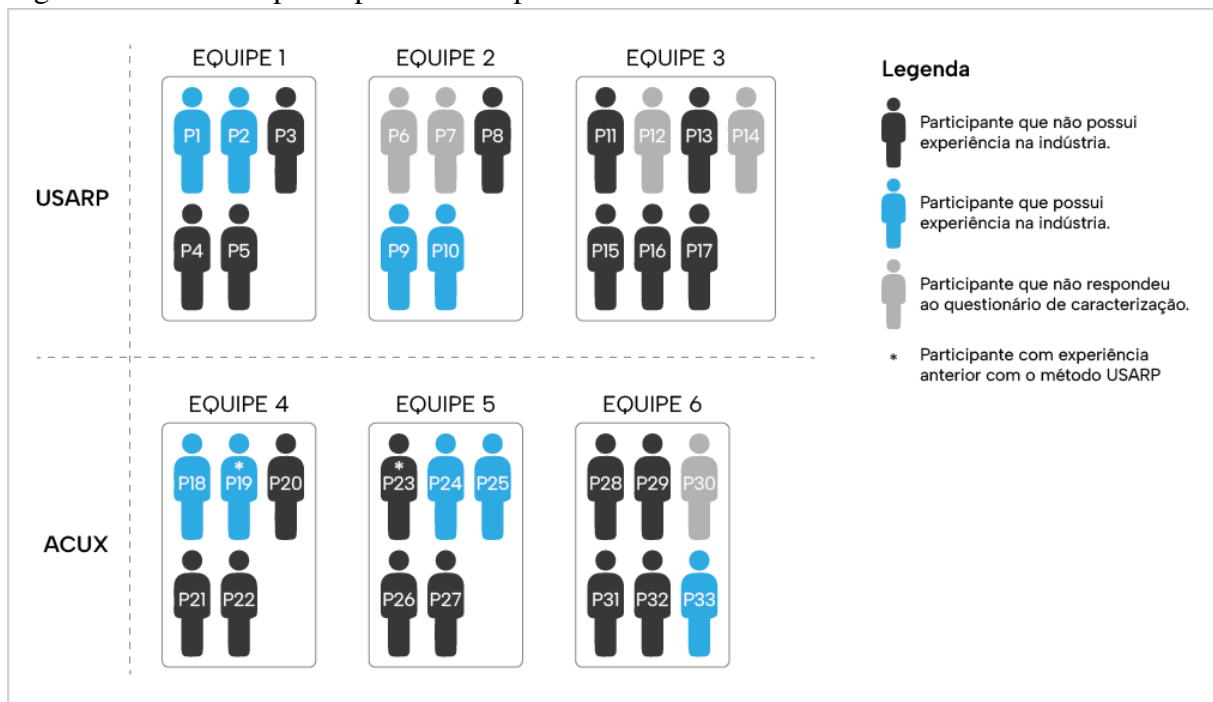 EQUIPE 1 EQUIPE 2 EQUIPE 3
Legenda
P1 P2 P3 P6 P7 P8 P11 P12 P13 P14
Participante que não possui
experiência na indústria.
USARP
Participante que possui
experiência na indústria.
P4 P5 P9 P10 P15 P16 P17
Participante que não respondeu
ao questionário de caracterização.
* Participante com experiência
anterior com o método USARP
EQUIPE 4 EQUIPE 5 EQUIPE 6
* *
P18 P19 P20 P23 P24 P25 P28 P29 P30
ACUX
P21 P22 P26 P27 P31 P32 P33